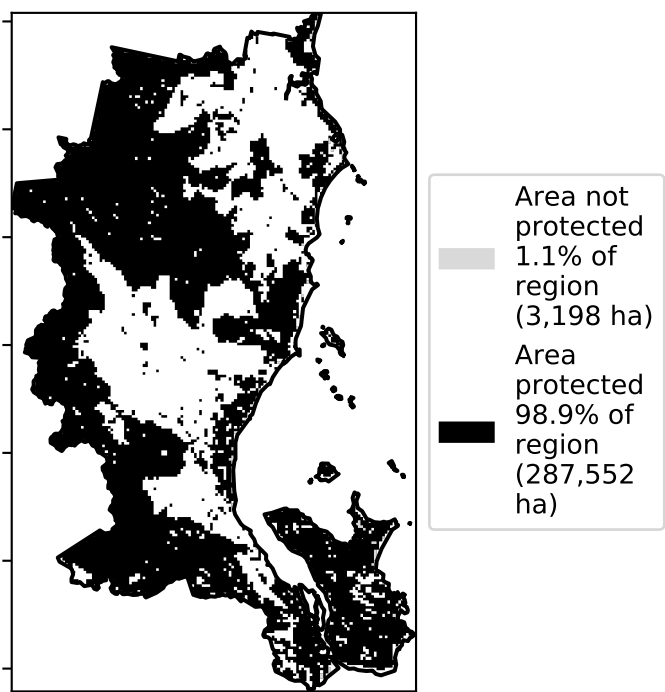 Area not
protected
1.1% of
region
(3,198 ha)
Area
protected
98.9% of
region
(287,552
ha)